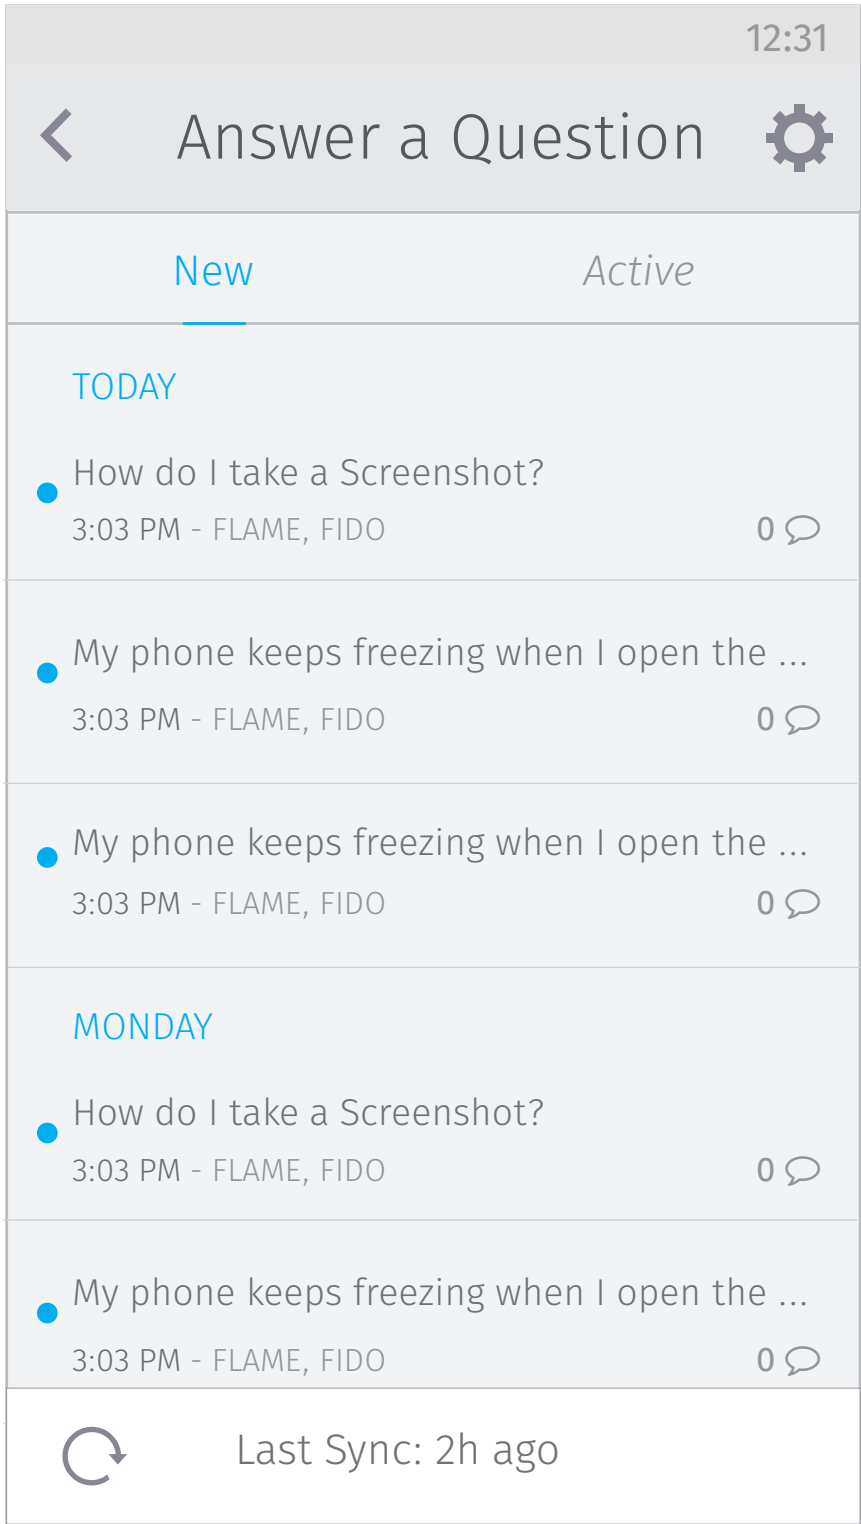 12:31
Answer a Question
New Active
TODAY
How do I take a Screenshot?
3:03 PM - FLAME, FIDO 0
My phone keeps freezing when I open the ...
3:03 PM - FLAME, FIDO 0
My phone keeps freezing when I open the ...
3:03 PM - FLAME, FIDO 0
MONDAY
How do I take a Screenshot?
3:03 PM - FLAME, FIDO 0
My phone keeps freezing when I open the ...
3:03 PM - FLAME, FIDO 0
Last Sync: 2h ago